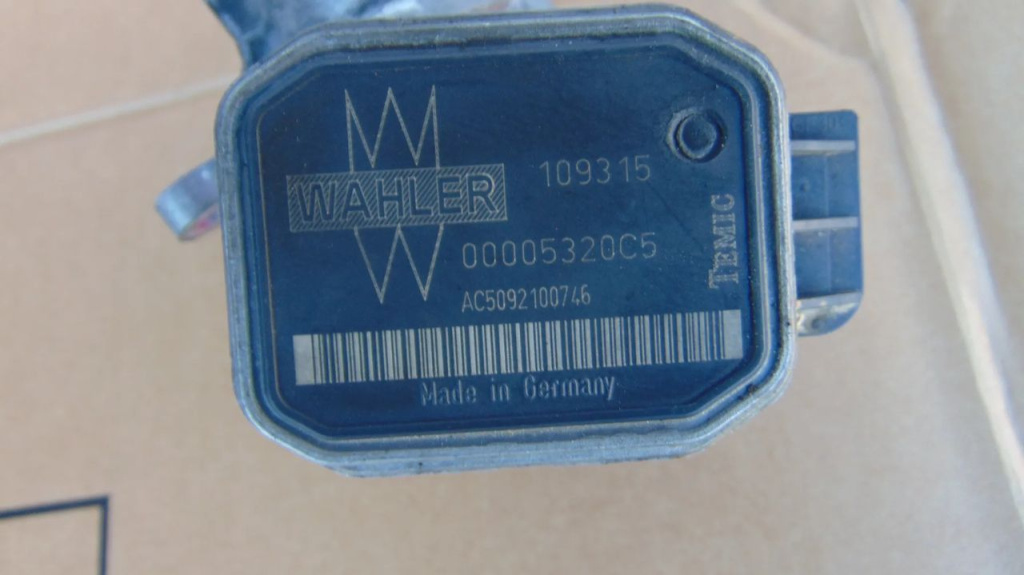 WAHLER
109315
00005320C5
AC5092100746
TEMIC
Made in Germany